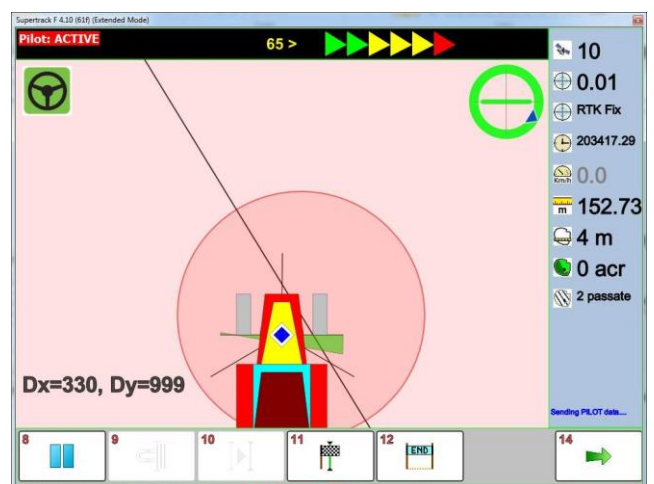 Supertrack F 4.10 (61f) (Extended Mode)
Pilot: ACTIVE
65 >
10
0.01
RTK Fix
203417.29
Km/h 0.0
m 152.73
4 m
0 acr
2 passate
Dx=330, Dy=999
Sending PILOT data....
8
9
10
11
12 END
14